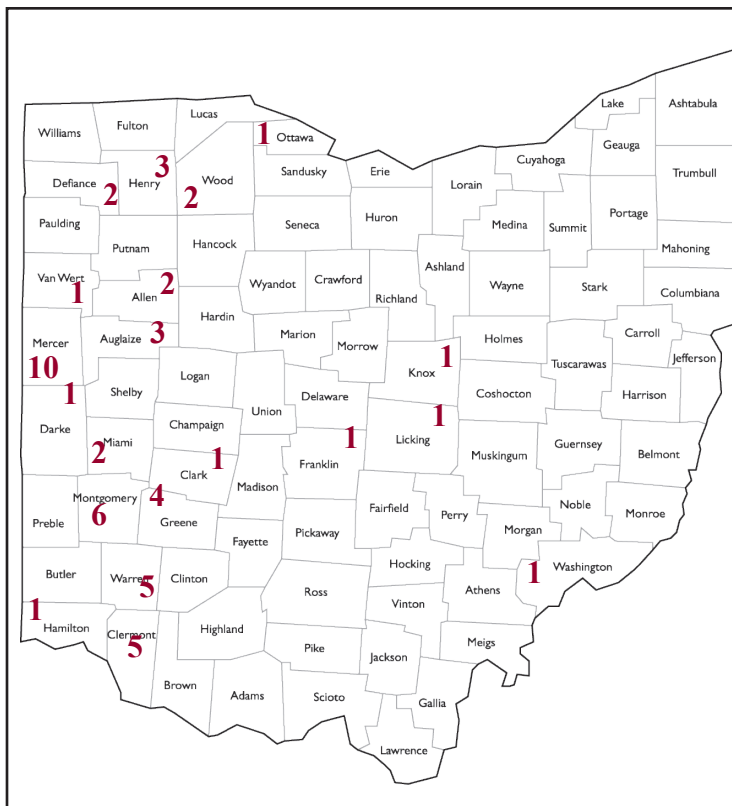 Lake
Ashtabula
Lucas
Fulton
Williams
1
Ottawa
Geauga
Cuyahoga
3
Sandusky
Erie
Trumbull
Defiance
2
Henry
2
Wood
Lorain
Portage
Paulding
Seneca
Huron
Medina
Summit
Putnam
Hancock
Mahoning
Van Wert
1
2
Allen
Wyandot
Crawford
Ashland
Wayne
Stark
Columbiana
Richland
Hardin
Mercer
10
Auglaize
3
Marion
Morrow
Holmes
Carroll
Jefferson
1
Knox
Tuscarawas
Logan
1
Shelby
Union
Delaware
Coshocton
Harrison
Darke
Champaign
1
Licking
2
Miami
1
Franklin
Guernsey
Belmont
1
Clark
Muskingum
Madison
Montgomery
6
4
Greene
Preble
Fairfield
Perry
Noble
Monroe
Morgan
Pickaway
Fayette
Hocking
1
Washington
Butler
Warren
5
Clinton
Ross
Athens
Vinton
1
Hamilton
Clermont
5
Highland
Pike
Jackson
Meigs
Brown
Adams
Scioto
Gallia
Lawrence